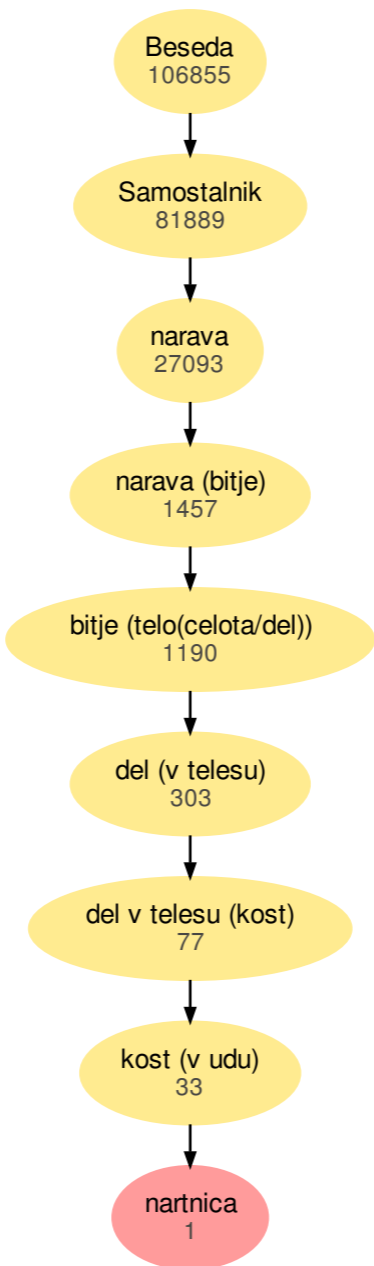 Beseda
106855
Samostalnik
81889
narava
27093
narava (bitje)
1457
bitje (telo(celota/del))
1190
del (v telesu)
303
del v telesu (kost)
77
kost (v udu)
33
nartnica
1